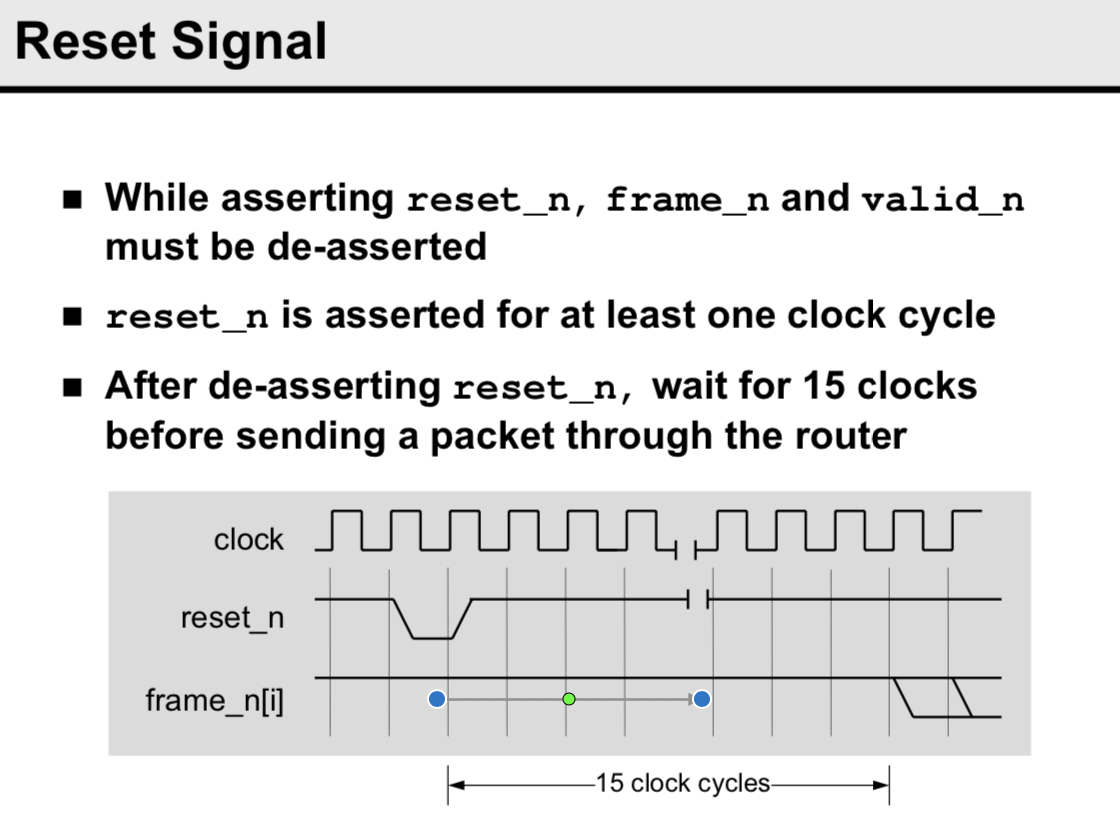 Reset Signal
While asserting reset_n, frame_n and valid_n
must be de-asserted
reset_n is asserted for at least one clock cycle
After de-asserting reset_n, wait for 15 clocks
before sending a packet through the router
clock
reset_n
frame_n[i]
15 clock cycles